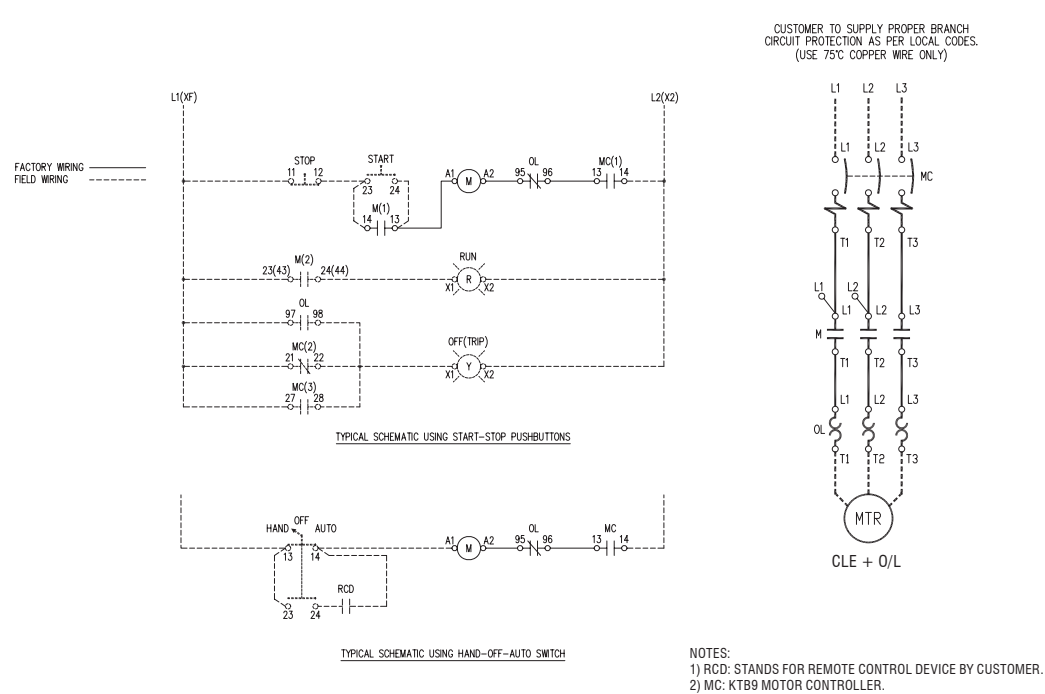 CUSTOMER TO SUPPLY PROPER BRANCH
CIRCUIT PROTECTION AS PER LOCAL CODES.
(USE 75°C COPPER WIRE ONLY)
L1 L2 L3
L1(XF) L2(X2)
FACTORY WIRING
FIELD WIRING
STOP START OL MC(1)
11 12 23 24 A1 M A2 95 96 13 14
M(1)
14 13
M(2) RUN
23(43) 24(44) X1 R X2
OL
97 98
MC(2) OFF(TRIP)
21 22 X1 Y X2
MC(3)
27 28
TYPICAL SCHEMATIC USING START-STOP PUSHBUTTONS
L1 L2 L3
MC
T1 T2 T3
L1 L2
L1 L2 L3
M
T1 T2 T3
L1 L2 L3
OL
T1 T2 T3
MTR
CLE + O/L
HAND OFF AUTO OL MC
13 14 A1 M A2 95 96 13 14
RCD
23 24
TYPICAL SCHEMATIC USING HAND-OFF-AUTO SWITCH
NOTES:
1) RCD: STANDS FOR REMOTE CONTROL DEVICE BY CUSTOMER.
2) MC: KTB9 MOTOR CONTROLLER.